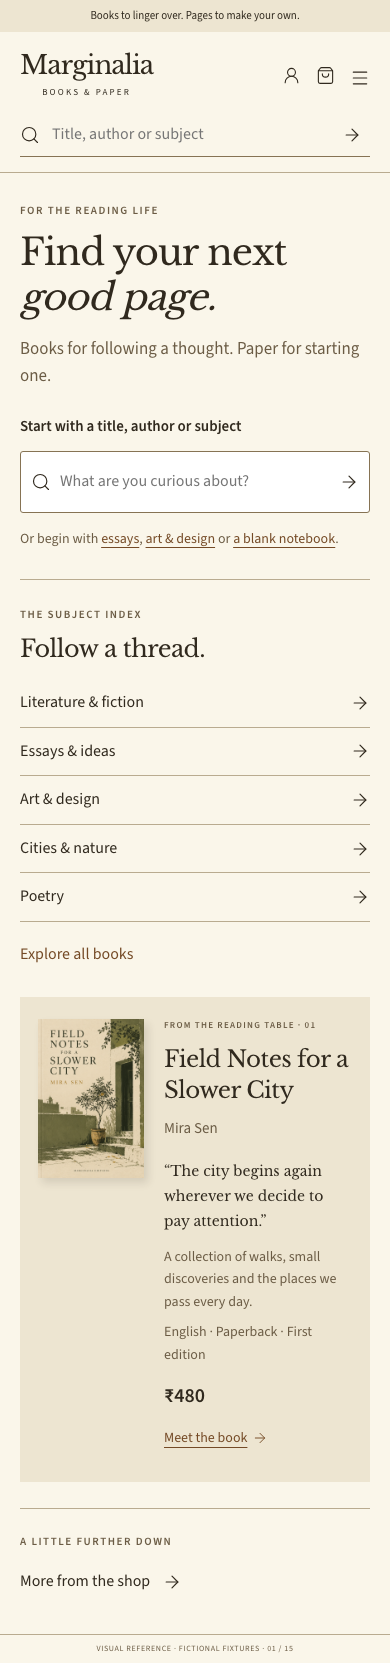 Books to linger over. Pages to make your own.
Marginalia
BOOKS & PAPER
Title, author or subject
FOR THE READING LIFE
Find your next
good page.
Books for following a thought. Paper for starting
one.
Start with a title, author or subject
What are you curious about?
Or begin with essays, art & design or a blank notebook.
THE SUBJECT INDEX
Follow a thread.
Literature & fiction
Essays & ideas
Art & design
Cities & nature
Poetry
Explore all books
FIELD
NOTES
FOR A
SLOWER
CITY
MIRA SEN
FROM THE READING TABLE · 01
Field Notes for a
Slower City
Mira Sen
“The city begins again
wherever we decide to
pay attention.”
A collection of walks, small
discoveries and the places we
pass every day.
English · Paperback · First
edition
₹480
Meet the book
A LITTLE FURTHER DOWN
More from the shop
VISUAL REFERENCE · FICTIONAL FIXTURES · 01 / 15